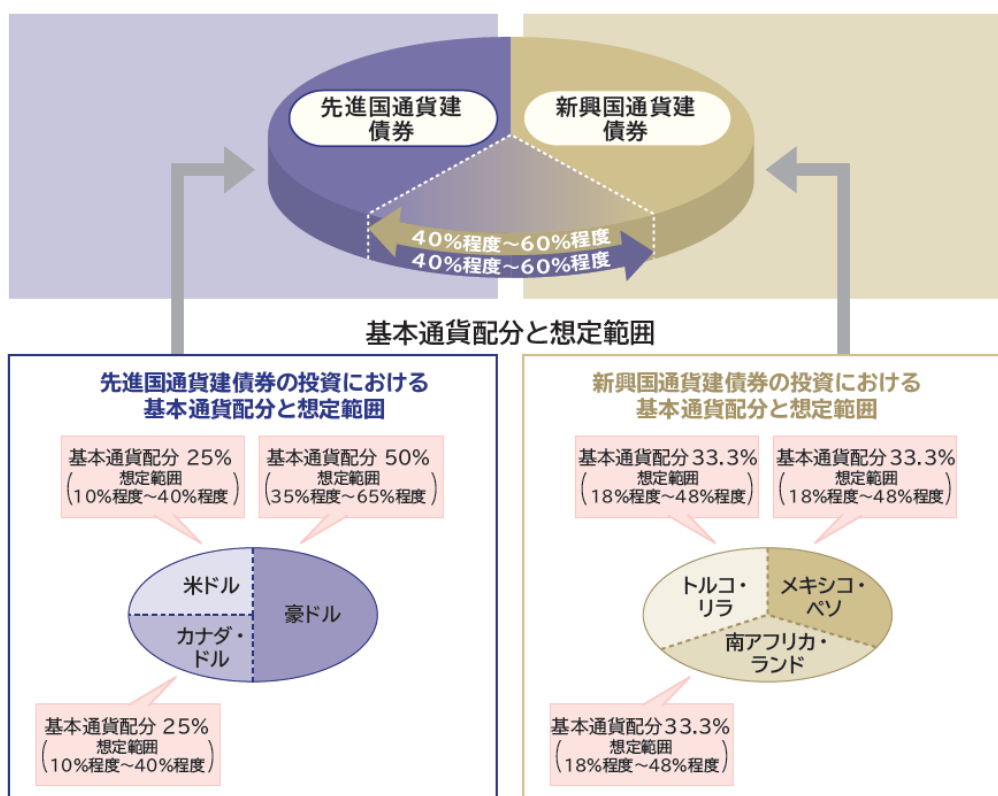 先進国通貨建
債券
新興国通貨建
債券
40%程度～60%程度
40%程度～60%程度
基本通貨配分と想定範囲
先進国通貨建債券の投資における
基本通貨配分と想定範囲
基本通貨配分 25%
想定範囲
(10%程度～40%程度)
基本通貨配分 50%
想定範囲
(35%程度～65%程度)
米ドル
豪ドル
カナダ・
ドル
基本通貨配分 25%
想定範囲
(10%程度～40%程度)
新興国通貨建債券の投資における
基本通貨配分と想定範囲
基本通貨配分33.3%
想定範囲
(18%程度～48%程度)
基本通貨配分33.3%
想定範囲
(18%程度～48%程度)
トルコ・
リラ
メキシコ・
ペソ
南アフリカ・
ランド
基本通貨配分33.3%
想定範囲
(18%程度～48%程度)